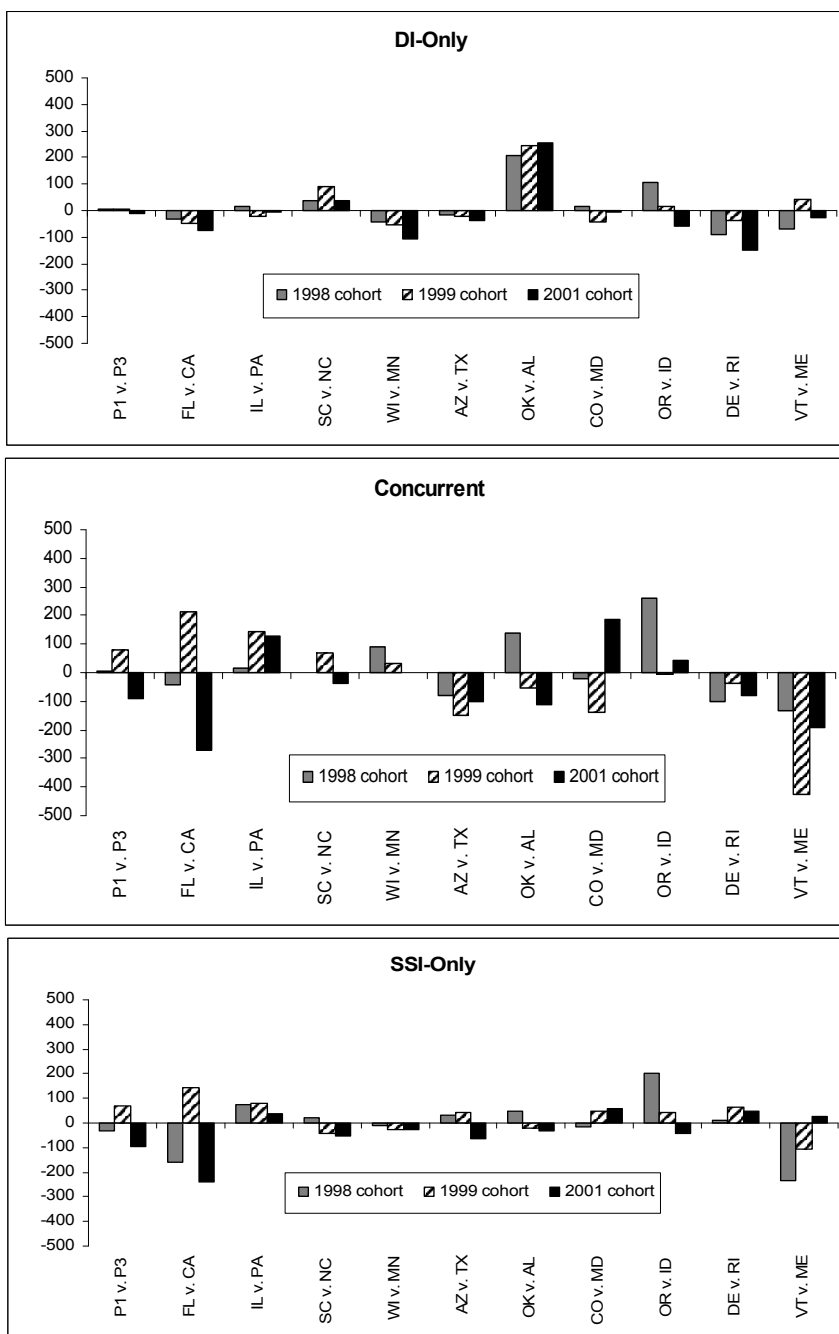 DI-Only
500
400
300
200
100
0
-100
-200
-300
-400
-500
1998 cohort 1999 cohort 2001 cohort
P1 v. P3
FL v. CA
IL v. PA
SC v. NC
WI v. MN
AZ v. TX
OK v. AL
CO v. MD
OR v. ID
DE v. RI
VT v. ME
Concurrent
500
400
300
200
100
0
-100
-200
-300
-400
-500
1998 cohort 1999 cohort 2001 cohort
P1 v. P3
FL v. CA
IL v. PA
SC v. NC
WI v. MN
AZ v. TX
OK v. AL
CO v. MD
OR v. ID
DE v. RI
VT v. ME
SSI-Only
500
400
300
200
100
0
-100
-200
-300
-400
-500
1998 cohort 1999 cohort 2001 cohort
P1 v. P3
FL v. CA
IL v. PA
SC v. NC
WI v. MN
AZ v. TX
OK v. AL
CO v. MD
OR v. ID
DE v. RI
VT v. ME